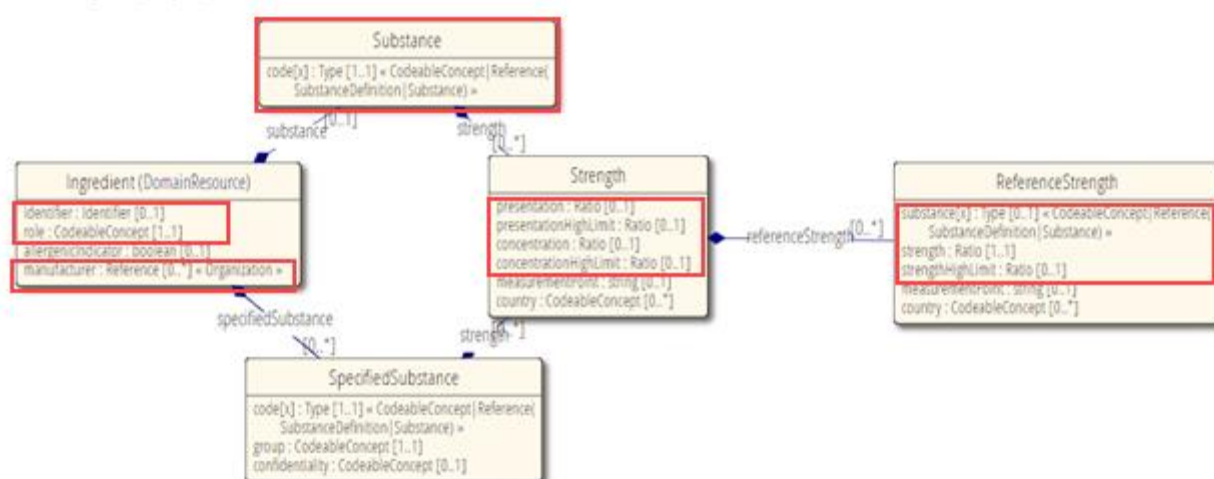 Substance
code[x] : Type [1..1] « CodeableConcept|Reference(
SubstanceDefinition|Substance) »
substance
[0..1]
strength
[0..*]
Ingredient (DomainResource)
identifier : Identifier [0..1]
role : CodeableConcept [1..1]
allergenicIndicator : boolean [0..1]
manufacturer : Reference [0..*] « Organization »
Strength
presentation : Ratio [0..1]
presentationHighLimit : Ratio [0..1]
concentration : Ratio [0..1]
concentrationHighLimit : Ratio [0..1]
measurementPoint : string [0..1]
country : CodeableConcept [0..*]
referenceStrength
[0..*]
ReferenceStrength
substance[x] : Type [0..1] « CodeableConcept|Reference(
SubstanceDefinition|Substance) »
strength : Ratio [1..1]
strengthHighLimit : Ratio [0..1]
measurementPoint : string [0..1]
country : CodeableConcept [0..*]
specifiedSubstance
[0..*]
strength
[0..*]
SpecifiedSubstance
code[x] : Type [1..1] « CodeableConcept|Reference(
SubstanceDefinition|Substance) »
group : CodeableConcept [1..1]
confidentiality : CodeableConcept [0..1]